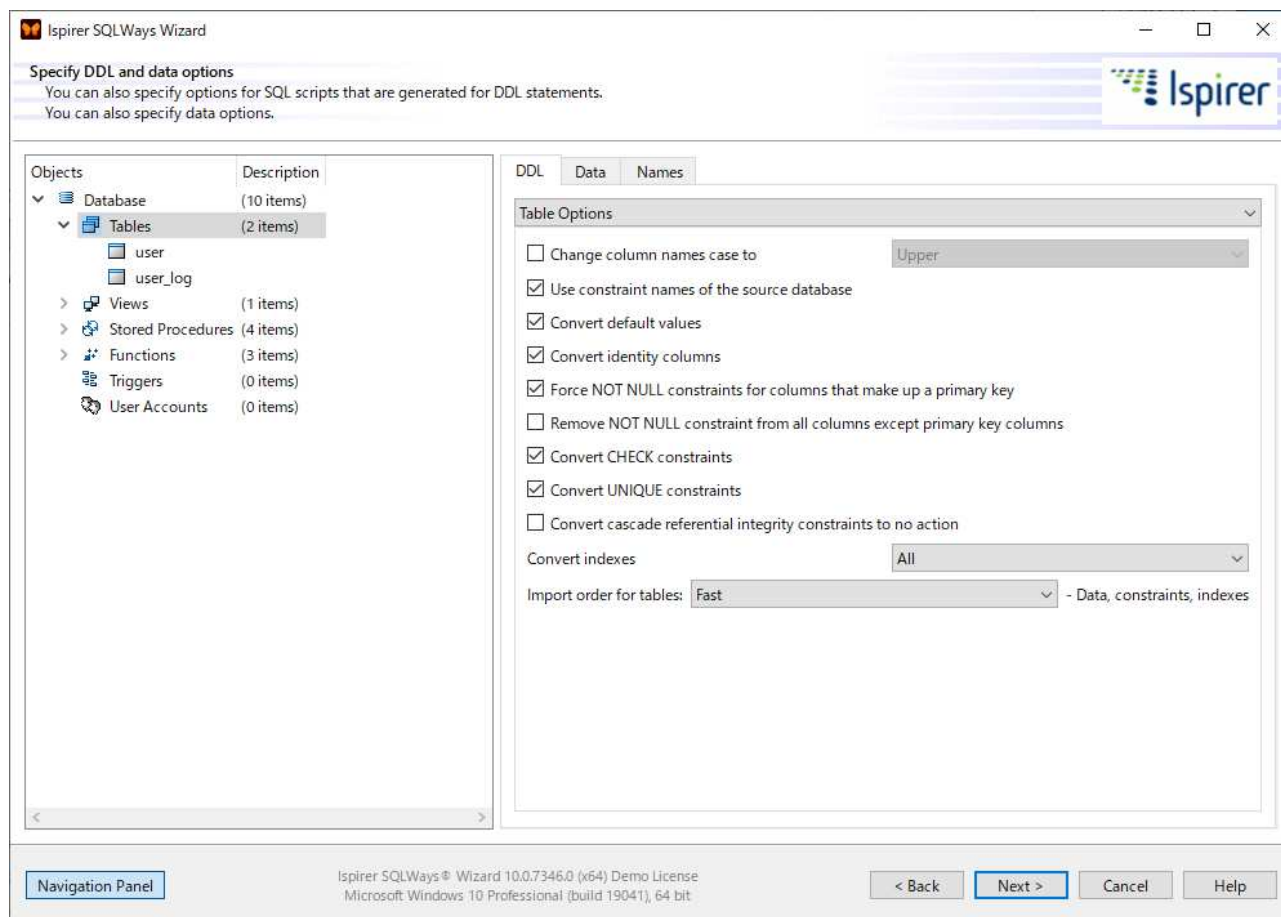 Ispirer SQLWays Wizard
Specify DDL and data options
You can also specify options for SQL scripts that are generated for DDL statements.
You can also specify data options.
Ispirer
Objects Description
Database (10 items)
Tables (2 items)
user
user_log
Views (1 items)
Stored Procedures (4 items)
Functions (3 items)
Triggers (0 items)
User Accounts (0 items)
DDL Data Names
Table Options
Change column names case to Upper
Use constraint names of the source database
Convert default values
Convert identity columns
Force NOT NULL constraints for columns that make up a primary key
Remove NOT NULL constraint from all columns except primary key columns
Convert CHECK constraints
Convert UNIQUE constraints
Convert cascade referential integrity constraints to no action
Convert indexes All
Import order for tables: Fast - Data, constraints, indexes
Navigation Panel
Ispirer SQLWays® Wizard 10.0.7346.0 (x64) Demo License
Microsoft Windows 10 Professional (build 19041), 64 bit
< Back Next > Cancel Help